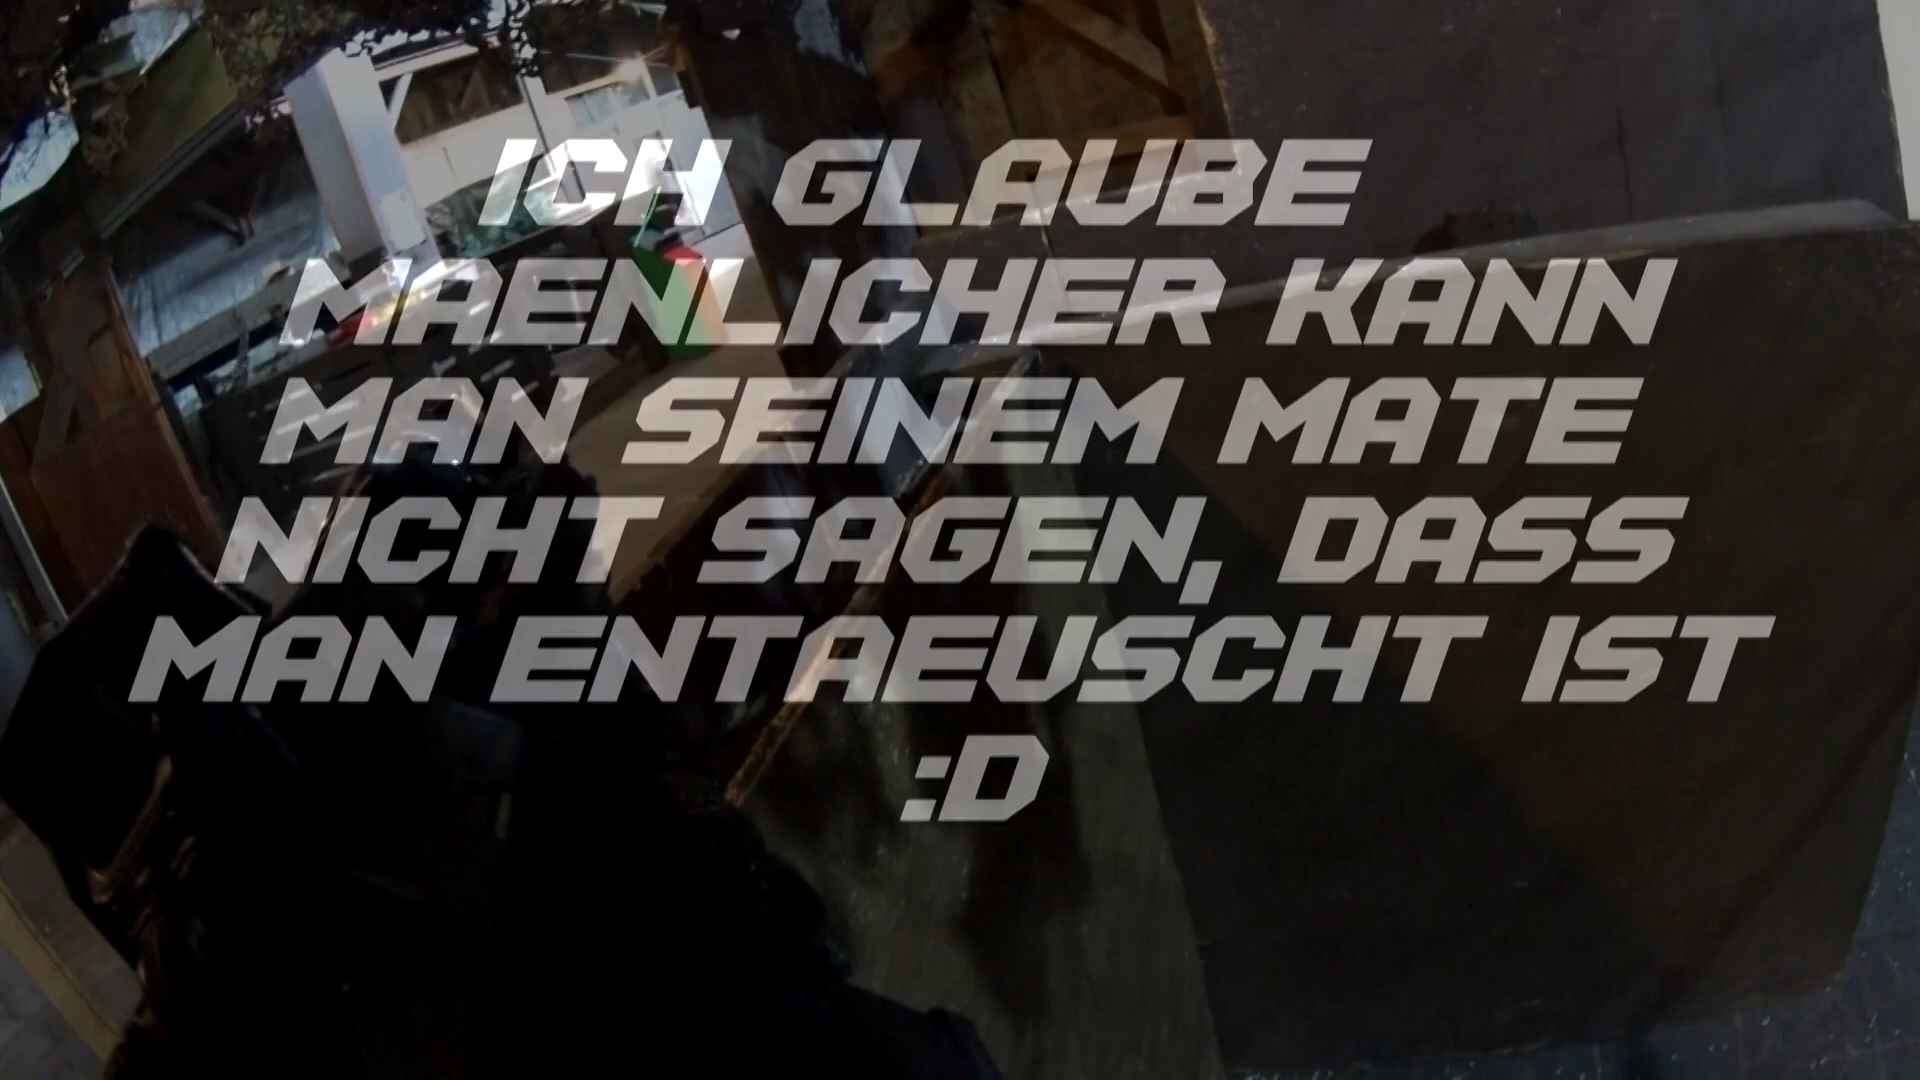 ICH GLAUBE
MAENLICHER KANN
MAN SEINEM MATE
NICHT SAGEN, DASS
MAN ENTAEUSCHT IST
:D